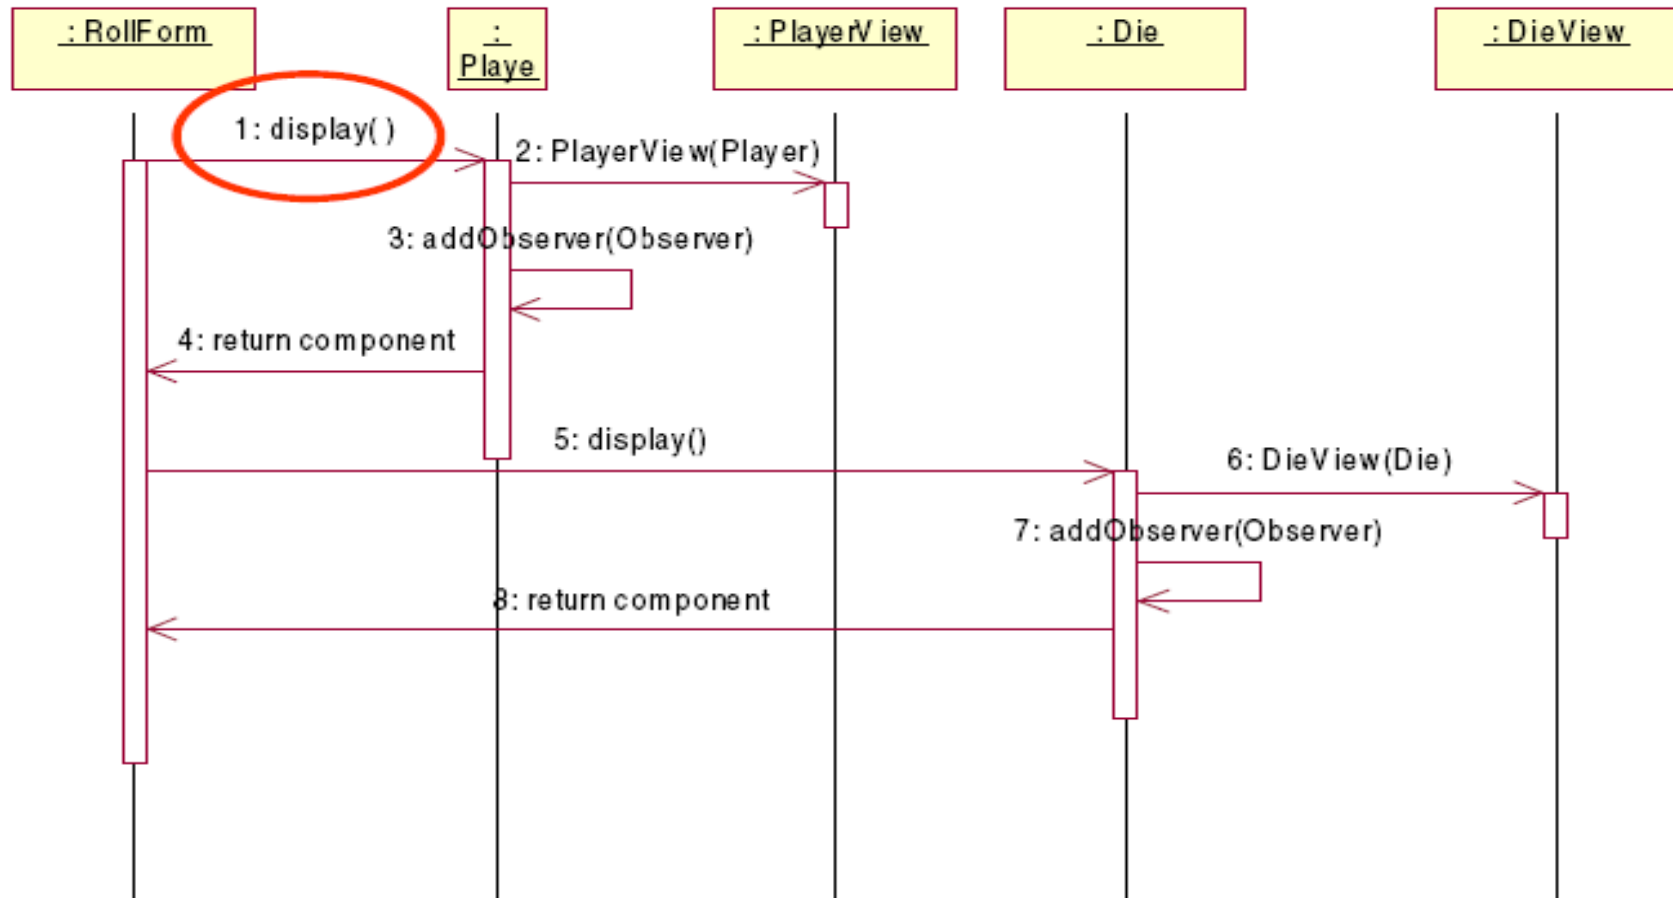 : RollForm
:
Playe
: PlayerView
: Die
: DieView
1: display( )
2: PlayerView(Player)
3: addObserver(Observer)
4: return component
5: display()
6: DieView(Die)
7: addObserver(Observer)
8: return component